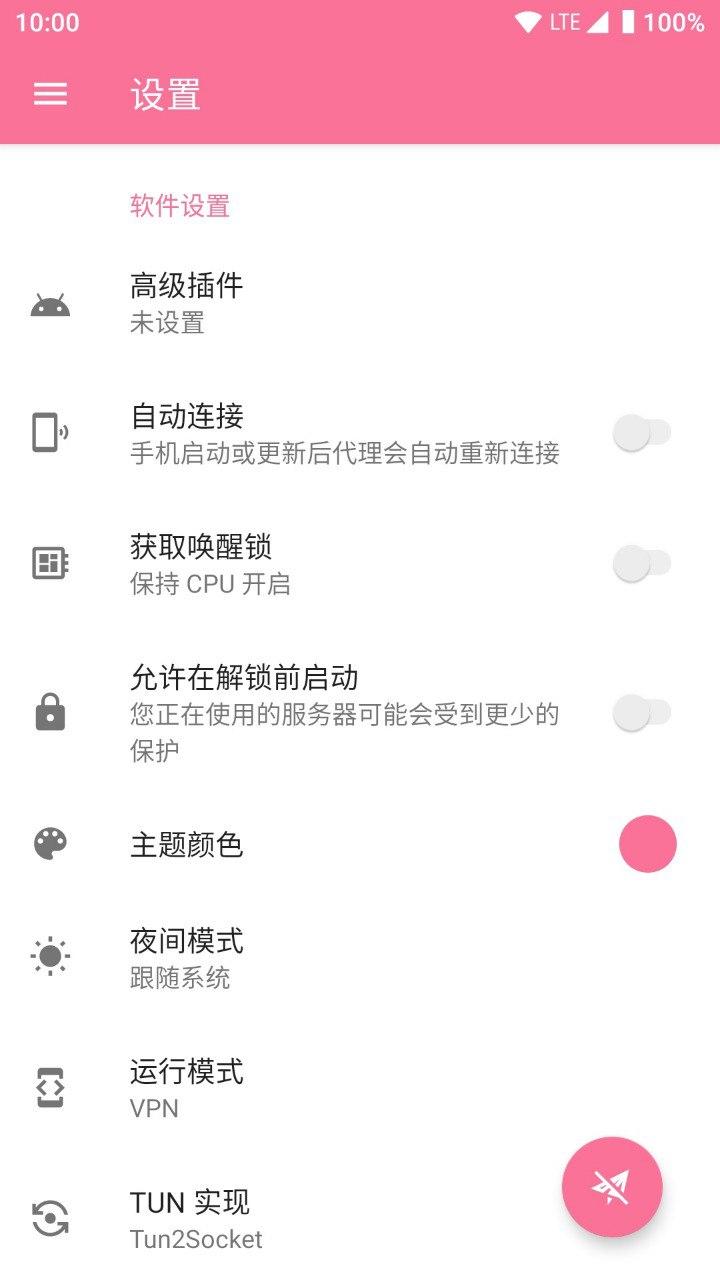 10:00
LTE
100%
设置
软件设置
高级插件
未设置
自动连接
手机启动或更新后代理会自动重新连接
获取唤醒锁
保持 CPU 开启
允许在解锁前启动
您正在使用的服务器可能会受到更少的
保护
主题颜色
夜间模式
跟随系统
运行模式
VPN
TUN 实现
Tun2Socket